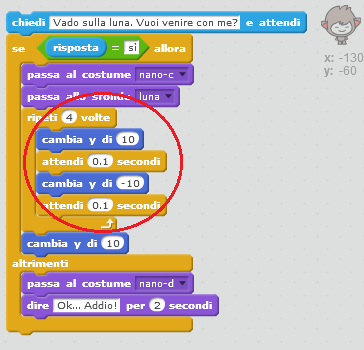 chiedi Vado sulla luna. Vuoi venire con me? e attendi
se risposta = sì allora
passa al costume nano-c
passa allo sfondo luna
ripeti 4 volte
cambia y di 10
attendi 0.1 secondi
cambia y di -10
attendi 0.1 secondi
cambia y di 10
altrimenti
passa al costume nano-d
dire Ok... Addio! per 2 secondi
x: -130
y: -60